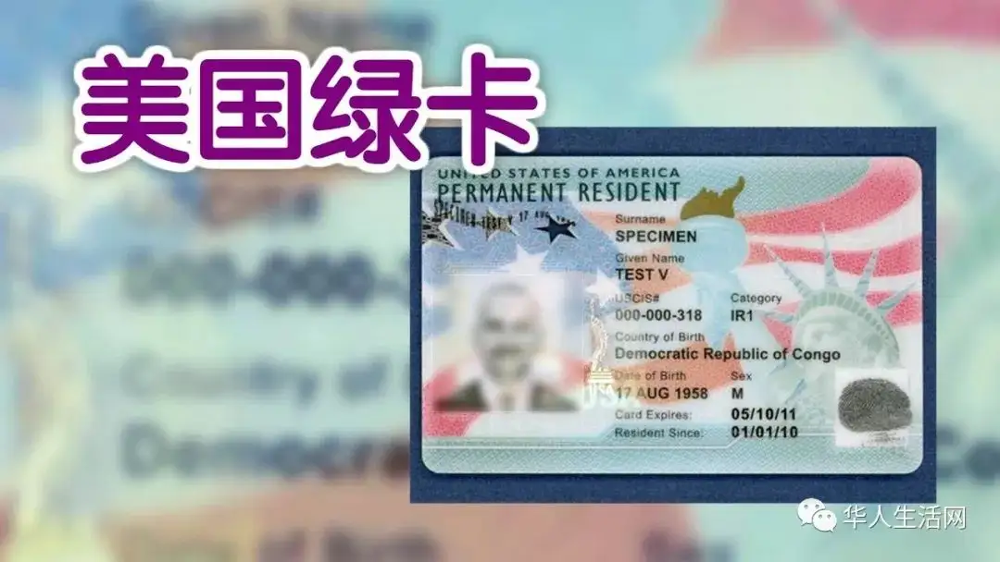 美国绿卡
UNITED STATES OF AMERICA
PERMANENT RESIDENT
Surname
SPECIMEN
Given Name
TEST V
USCIS#
000-000-318
Category
IR1
Country of Birth
Democratic Republic of Congo
Date of Birth
17 AUG 1958
Sex
M
Card Expires: 05/10/11
Resident Since: 01/01/10
USA
华人生活网